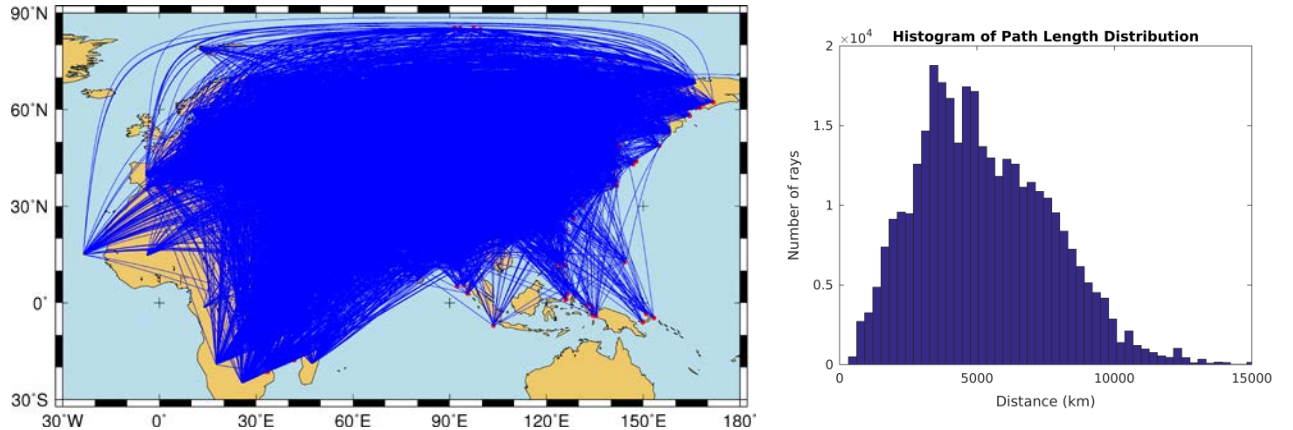 90˚N
60˚N
30˚N
0˚
30˚S
30˚W
0˚
30˚E
60˚E
90˚E
120˚E
150˚E
180˚
Histogram of Path Length Distribution
×10⁴
2
1.5
1
0.5
0
Number of rays
0
5000
10000
15000
Distance (km)